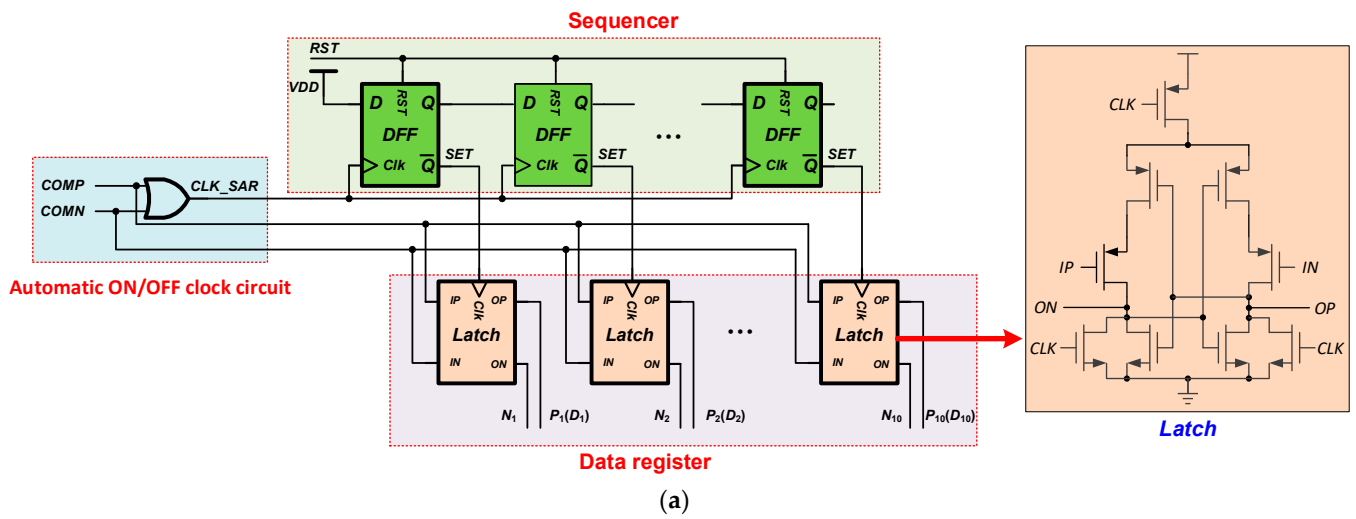 Sequencer
RST
VDD
D RST Q
DFF
Clk Q̅
SET
D RST Q
DFF
Clk Q̅
SET
...
D RST Q
DFF
Clk Q̅
SET
COMP
COMN
CLK_SAR
Automatic ON/OFF clock circuit
IP Clk OP
Latch
IN ON
N1 P1(D1)
IP Clk OP
Latch
IN ON
N2 P2(D2)
...
IP Clk OP
Latch
IN ON
N10 P10(D10)
Data register
CLK
IP IN
ON OP
CLK CLK
Latch
(a)